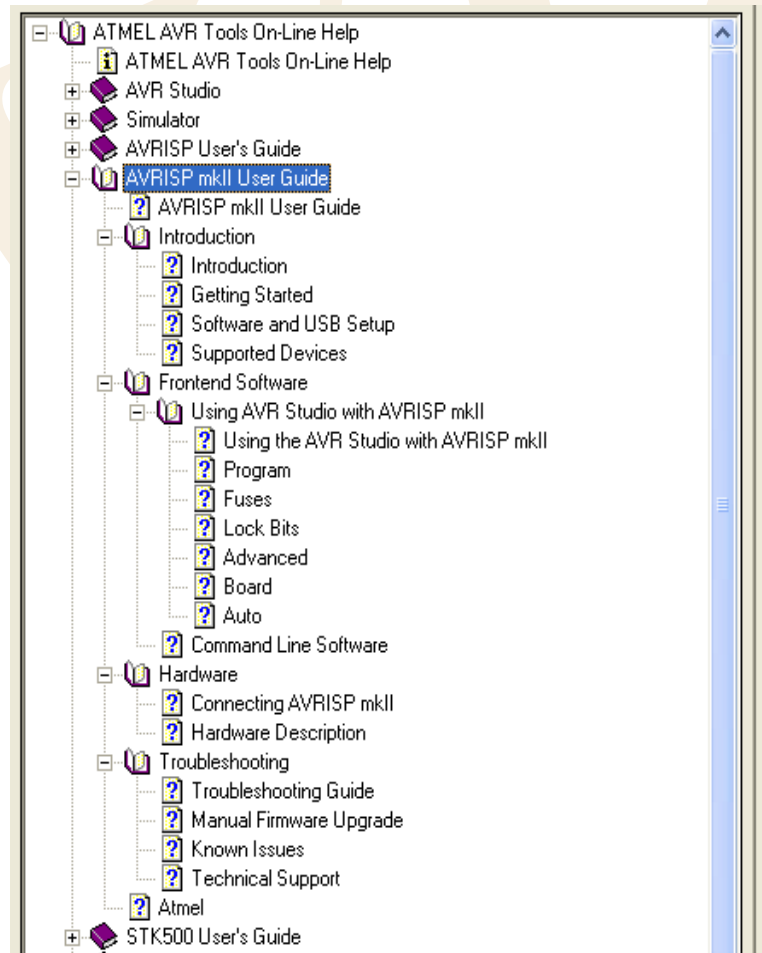 ATMEL AVR Tools On-Line Help
ATMEL AVR Tools On-Line Help
AVR Studio
Simulator
AVRISP User's Guide
AVRISP mkII User Guide
AVRISP mkII User Guide
Introduction
Introduction
Getting Started
Software and USB Setup
Supported Devices
Frontend Software
Using AVR Studio with AVRISP mkII
Using the AVR Studio with AVRISP mkII
Program
Fuses
Lock Bits
Advanced
Board
Auto
Command Line Software
Hardware
Connecting AVRISP mkII
Hardware Description
Troubleshooting
Troubleshooting Guide
Manual Firmware Upgrade
Known Issues
Technical Support
Atmel
STK500 User's Guide